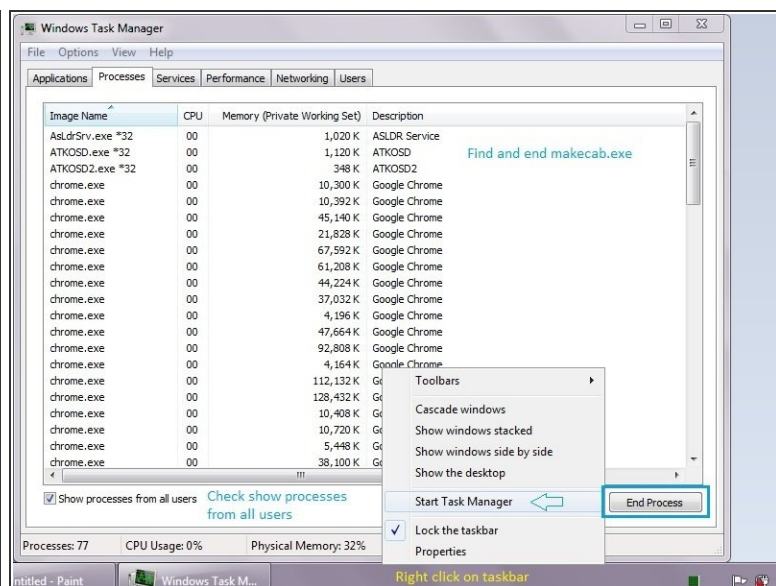 Windows Task Manager
File Options View Help
Applications Processes Services Performance Networking Users
Image Name CPU Memory (Private Working Set) Description
AsLdrSrv.exe *32 00 1,020 K ASLDR Service
ATKOSD.exe *32 00 1,120 K ATKOSD
Find and end makecab.exe
ATKOSD2.exe *32 00 348 K ATKOSD2
chrome.exe 00 10,300 K Google Chrome
chrome.exe 00 10,392 K Google Chrome
chrome.exe 00 45,140 K Google Chrome
chrome.exe 00 21,828 K Google Chrome
chrome.exe 00 67,592 K Google Chrome
chrome.exe 00 61,208 K Google Chrome
chrome.exe 00 44,224 K Google Chrome
chrome.exe 00 37,032 K Google Chrome
chrome.exe 00 4,196 K Google Chrome
chrome.exe 00 47,664 K Google Chrome
chrome.exe 00 92,808 K Google Chrome
chrome.exe 00 4,164 K Google Chrome
chrome.exe 00 112,132 K Go
chrome.exe 00 128,432 K Go
chrome.exe 00 10,408 K Go
chrome.exe 00 10,720 K Go
chrome.exe 00 5,448 K Go
chrome.exe 00 38,100 K Go
Toolbars
Cascade windows
Show windows stacked
Show windows side by side
Show the desktop
Start Task Manager
Lock the taskbar
Properties
Show processes from all users
Check show processes
from all users
End Process
Processes: 77 CPU Usage: 0% Physical Memory: 32%
ntitled - Paint
Windows Task M...
Right click on taskbar